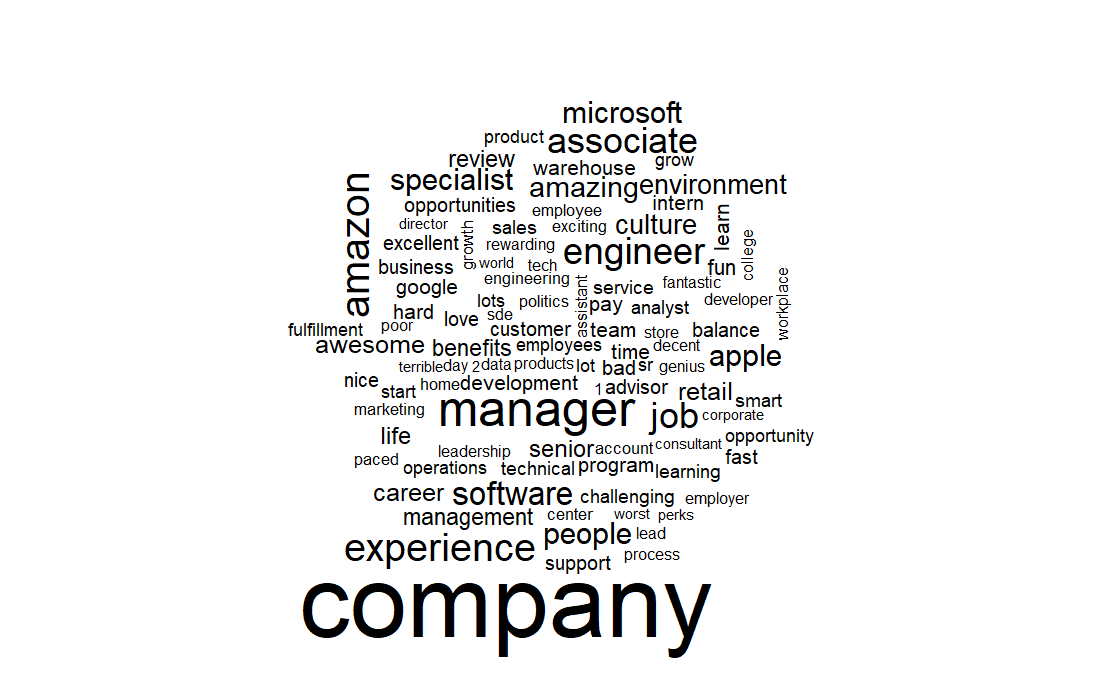 microsoft
product associate
review warehouse grow
specialist amazing environment
amazon
opportunities employee intern
director growth sales exciting culture learn
excellent rewarding engineer college
business world tech fun
google engineering assistant service fantastic workplace
lots politics pay analyst developer
hard love sde
fulfillment poor customer team store balance
awesome benefits employees time decent apple
terrible day 2 data products lot bad sr genius
nice start home development 1 advisor retail smart
marketing manager job corporate
life leadership senior account consultant opportunity
paced operations technical program learning fast
career software challenging employer
management center worst perks
experience people lead
support process
company